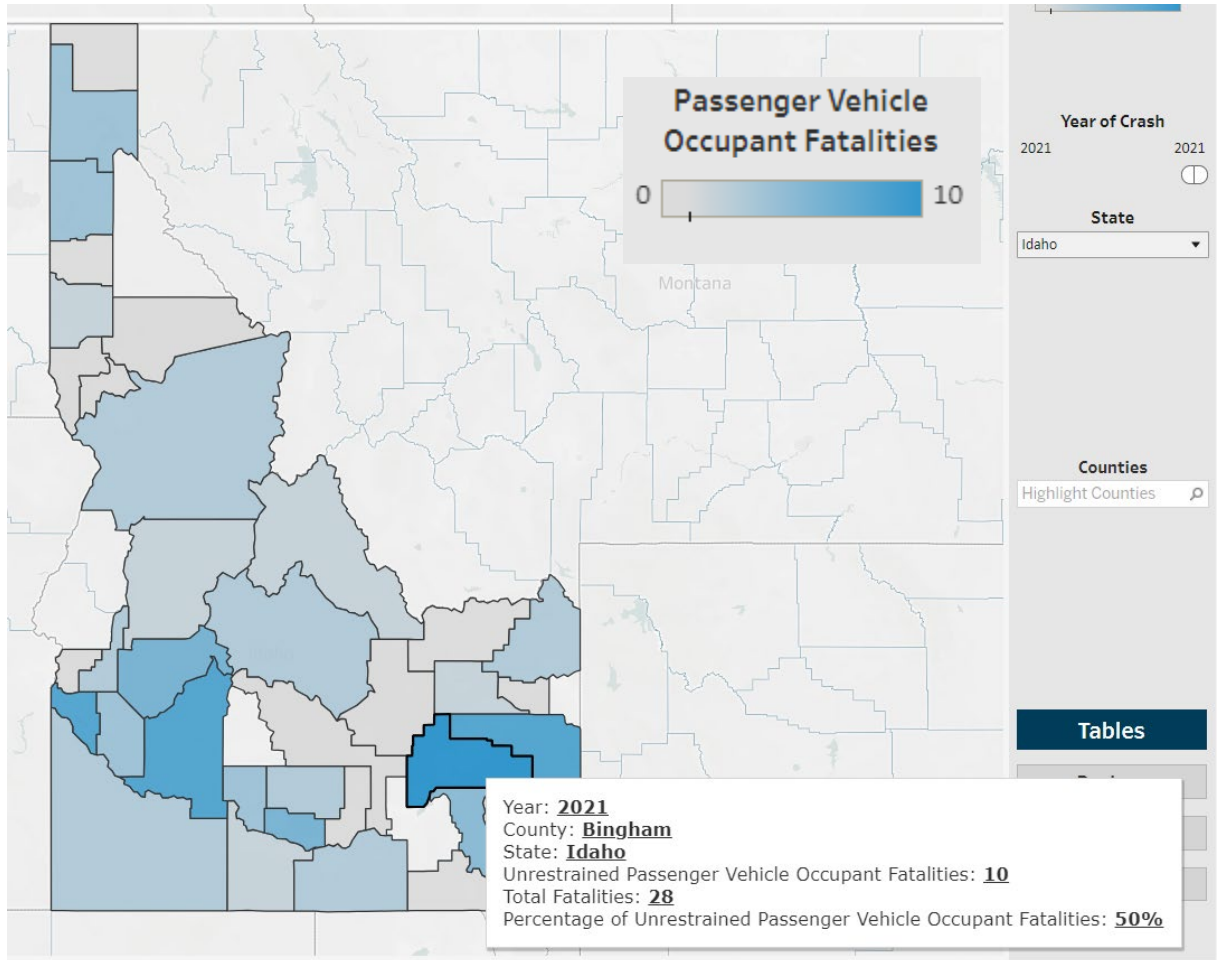 Passenger Vehicle
Occupant Fatalities
0 10
Montana
Year of Crash
2021 2021
State
Idaho
Counties
Highlight Counties
Tables
Year: 2021
County: Bingham
State: Idaho
Unrestrained Passenger Vehicle Occupant Fatalities: 10
Total Fatalities: 28
Percentage of Unrestrained Passenger Vehicle Occupant Fatalities: 50%